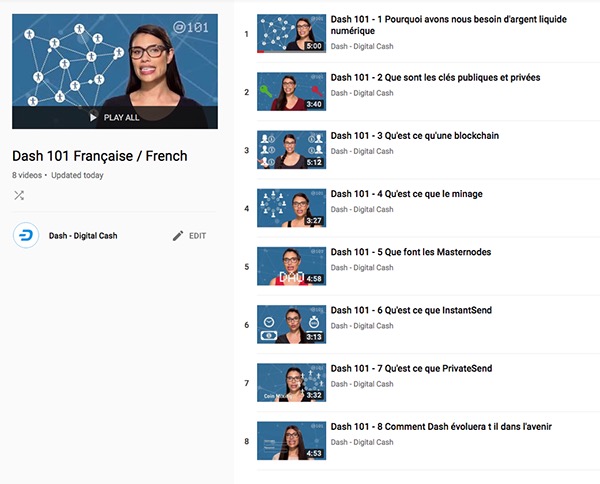 @101
PLAY ALL
Dash 101 Française / French
8 videos • Updated today
Dash - Digital Cash
EDIT
1
5:00
Dash 101 - 1 Pourquoi avons nous besoin d'argent liquide
numérique
Dash - Digital Cash
2
3:40
Dash 101 - 2 Que sont les clés publiques et privées
Dash - Digital Cash
3
5:12
Dash 101 - 3 Qu'est ce qu'une blockchain
Dash - Digital Cash
4
3:27
Dash 101 - 4 Qu'est ce que le minage
Dash - Digital Cash
5
DAO
4:58
Dash 101 - 5 Que font les Masternodes
Dash - Digital Cash
6
3:13
Dash 101 - 6 Qu'est ce que InstantSend
Dash - Digital Cash
7
Coin
3:32
Dash 101 - 7 Qu'est ce que PrivateSend
Dash - Digital Cash
8
4:53
Dash 101 - 8 Comment Dash évoluera t il dans l'avenir
Dash - Digital Cash